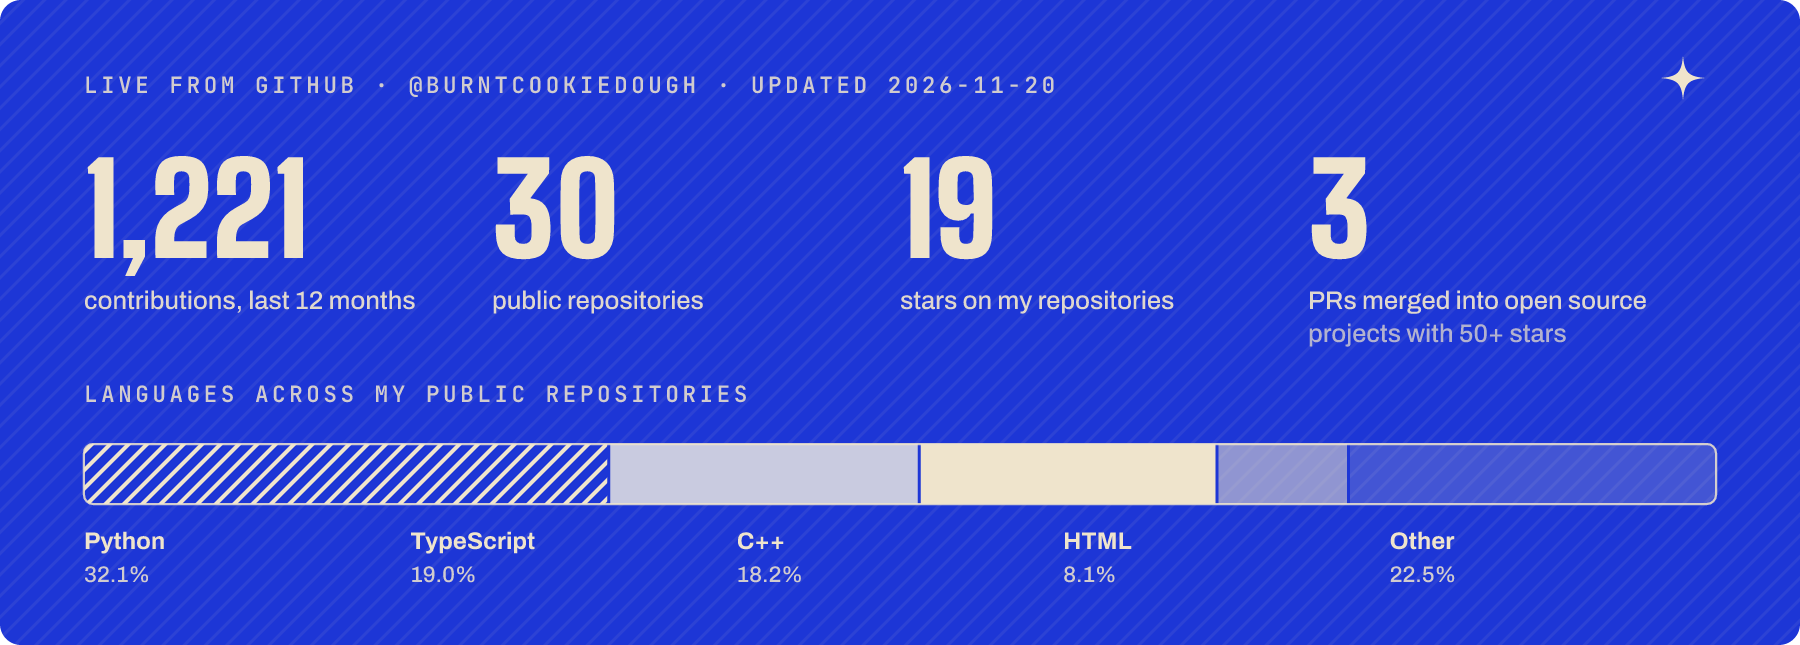 LIVE FROM GITHUB · @BURNTCOOKIEDOUGH · UPDATED 2026-11-20
1,221
contributions, last 12 months
30
public repositories
19
stars on my repositories
3
PRs merged into open source
projects with 50+ stars
LANGUAGES ACROSS MY PUBLIC REPOSITORIES
Python
32.1%
TypeScript
19.0%
C++
18.2%
HTML
8.1%
Other
22.5%